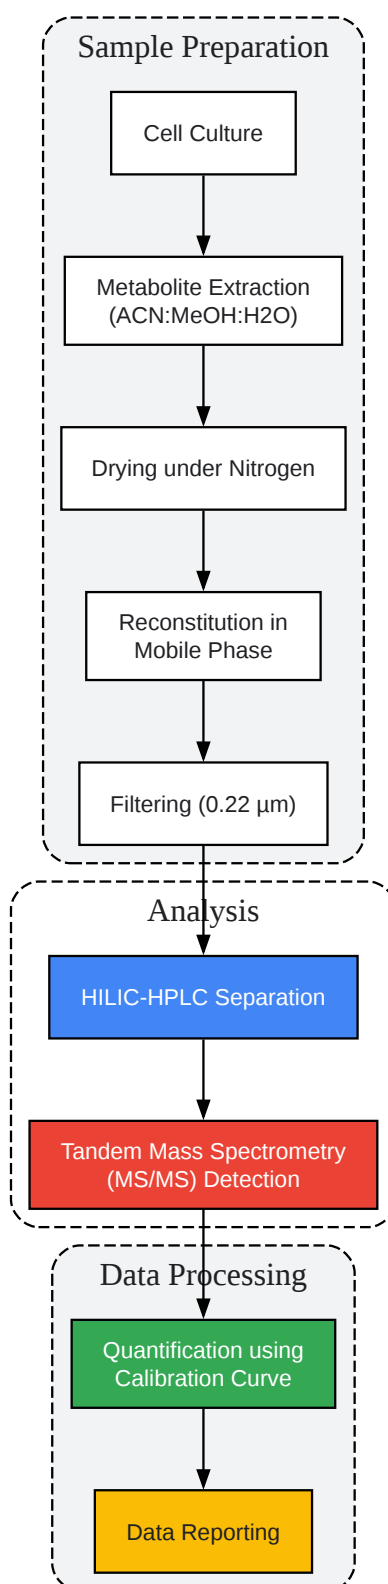 Sample Preparation
Cell Culture
Metabolite Extraction
(ACN:MeOH:H2O)
Drying under Nitrogen
Reconstitution in
Mobile Phase
Filtering (0.22 µm)
Analysis
HILIC-HPLC Separation
Tandem Mass Spectrometry
(MS/MS) Detection
Data Processing
Quantification using
Calibration Curve
Data Reporting